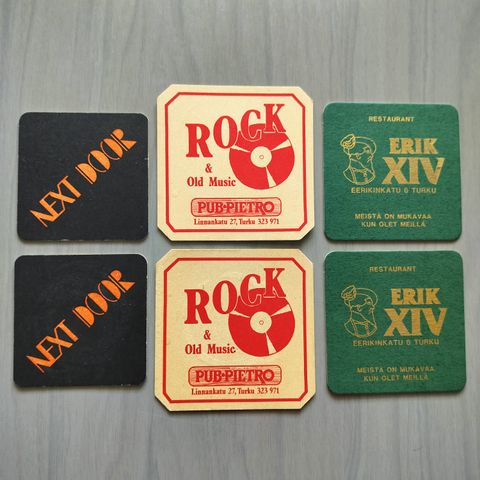 NEXT DOOR
ROCK
& 
Old Music
PUB·PIETRO
Linnankatu 27, Turku 323 971
RESTAURANT
ERIK
XIV
EERIKINKATU 6 TURKU
MEISTÄ ON MUKAVAA
KUN OLET MEILLÄ
NEXT DOOR
ROCK
&
Old Music
PUB·PIETRO
Linnankatu 27, Turku 323 971
RESTAURANT
ERIK
XIV
EERIKINKATU 6 TURKU
MEISTÄ ON MUKAVAA
KUN OLET MEILLÄ